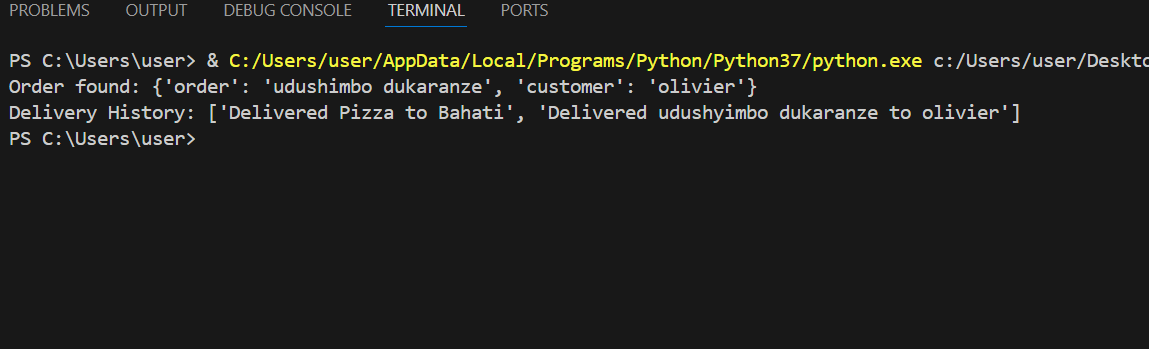 PROBLEMS OUTPUT DEBUG CONSOLE TERMINAL PORTS
PS C:\Users\user> & C:/Users/user/AppData/Local/Programs/Python/Python37/python.exe c:/Users/user/Deskto
Order found: {'order': 'udushimbo dukaranze', 'customer': 'olivier'}
Delivery History: ['Delivered Pizza to Bahati', 'Delivered udushyimbo dukaranze to olivier']
PS C:\Users\user>